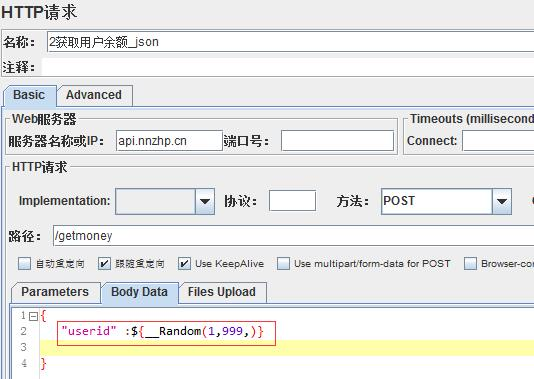 HTTP请求
名称： 2获取用户余额_json
注释：
Basic Advanced
Web服务器 Timeouts (millisecond
服务器名称或IP： api.nnzhp.cn 端口号： Connect:
HTTP请求
Implementation: 协议： 方法： POST
路径： /getmoney
自动重定向 跟随重定向 Use KeepAlive Use multipart/form-data for POST Browser-con
Parameters Body Data Files Upload
1 {
2 "userid" :${__Random(1,999,)}
3
4 }